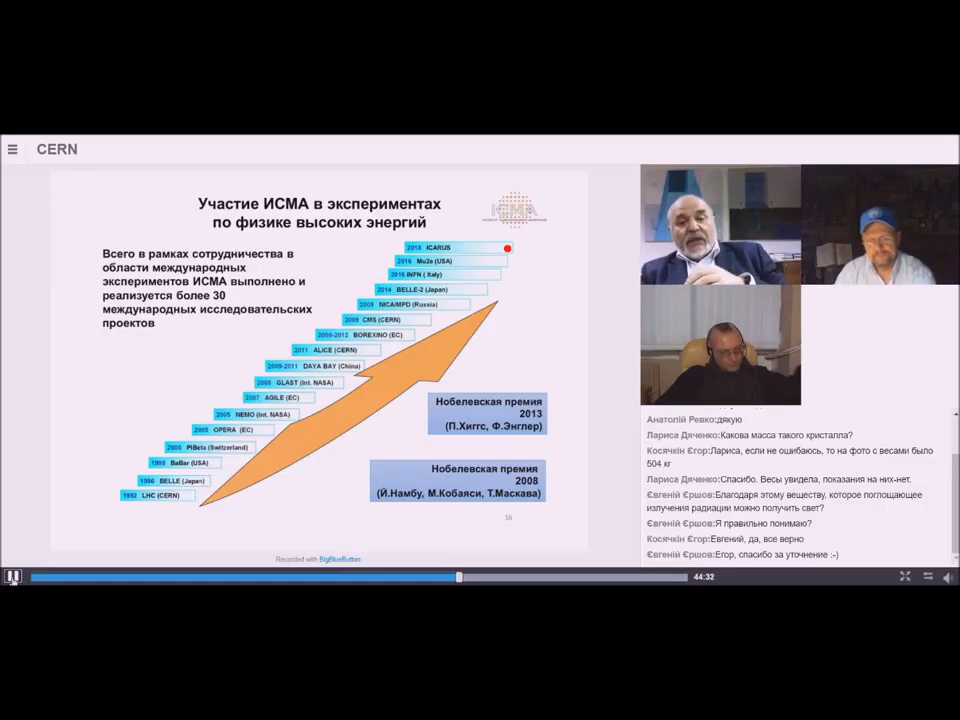 CERN
Участие ИСМА в экспериментах
по физике высоких энергий
ICMA
Всего в рамках сотрудничества в
области международных
экспериментов ИСМА выполнено и
реализуется более 30
международных исследовательских
проектов
2018 ICARUS
2016 Mu2e (USA)
2016 INFN ( Italy)
2014 BELLE-2 (Japan)
2009 NICA/MPD (Russia)
2009 CMS (CERN)
2009-2012 BOREXINO (EC)
2011 ALICE (CERN)
2009-2011 DAYA BAY (China)
2008 GLAST (Int. NASA)
2007 AGILE (EC)
2005 NEMO (Int. NASA)
2005 OPERA (EC)
2000 PiBeta (Switzerland)
1998 BaBar (USA)
1996 BELLE (Japan)
1992 LHC (CERN)
Нобелевская премия
2013
(П.Хиггс, Ф.Энглер)
Нобелевская премия
2008
(Й.Намбу, М.Кобаяси, Т.Маскава)
16
Recorded with BigBlueButton
Анатолій Ревко:дякую
Лариса Дяченко:Какова масса такого кристалла?
Косячкін Єгор:Лариса, если не ошибаюсь, то на фото с весами было
504 кг
Лариса Дяченко:Спасибо. Весы увидела, показания на них-нет.
Євгеній Єршов:Благодаря этому веществу, которое поглощающее
излучения радиации можно получить свет?
Євгеній Єршов:Я правильно понимаю?
Косячкін Єгор:Евгений, да, все верно
Євгеній Єршов:Егор, спасибо за уточнение :-)
44:32